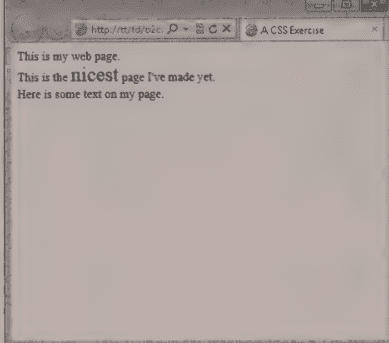 A CSS Exercise
This is my web page.
This is the nicest page I've made yet.
Here is some text on my page.